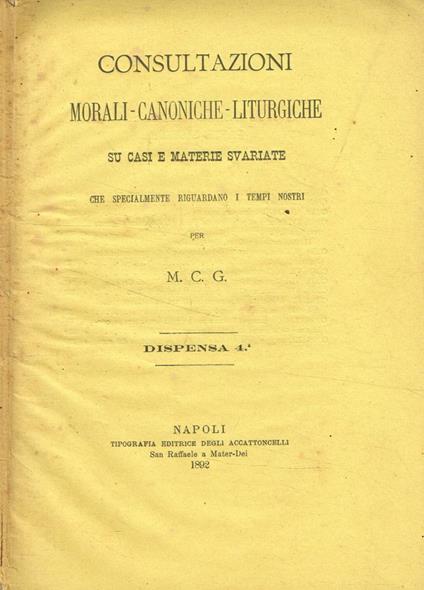 CONSULTAZIONI
MORALI-CANONICHE-LITURGICHE
SU CASI E MATERIE SVARIATE
CHE SPECIALMENTE RIGUARDANO I TEMPI NOSTRI
PER
M. C. G.
DISPENSA 4.ª
NAPOLI
TIPOGRAFIA EDITRICE DEGLI ACCATTONCELLI
San Raffaele a Mater-Dei
1892